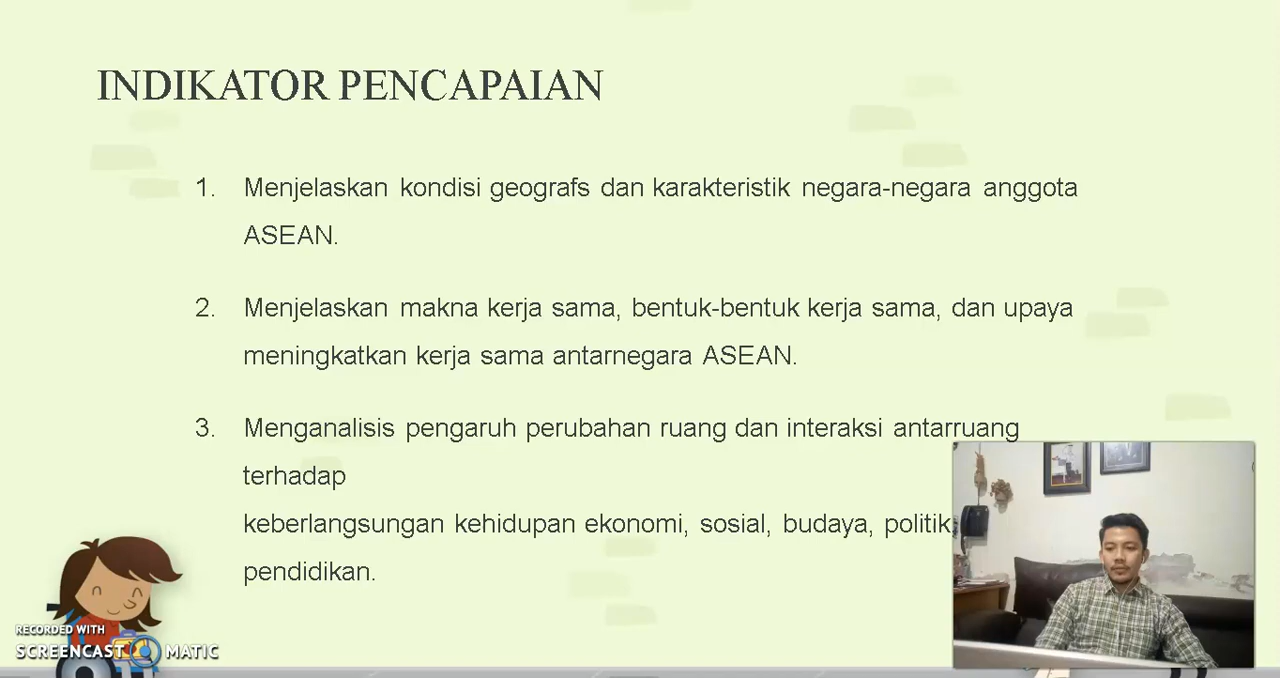 INDIKATOR PENCAPAIAN
1. Menjelaskan kondisi geografs dan karakteristik negara-negara anggota
ASEAN.
2. Menjelaskan makna kerja sama, bentuk-bentuk kerja sama, dan upaya
meningkatkan kerja sama antarnegara ASEAN.
3. Menganalisis pengaruh perubahan ruang dan interaksi antarruang
terhadap
keberlangsungan kehidupan ekonomi, sosial, budaya, politik,
pendidikan.
RECORDED WITH
SCREENCAST MATIC